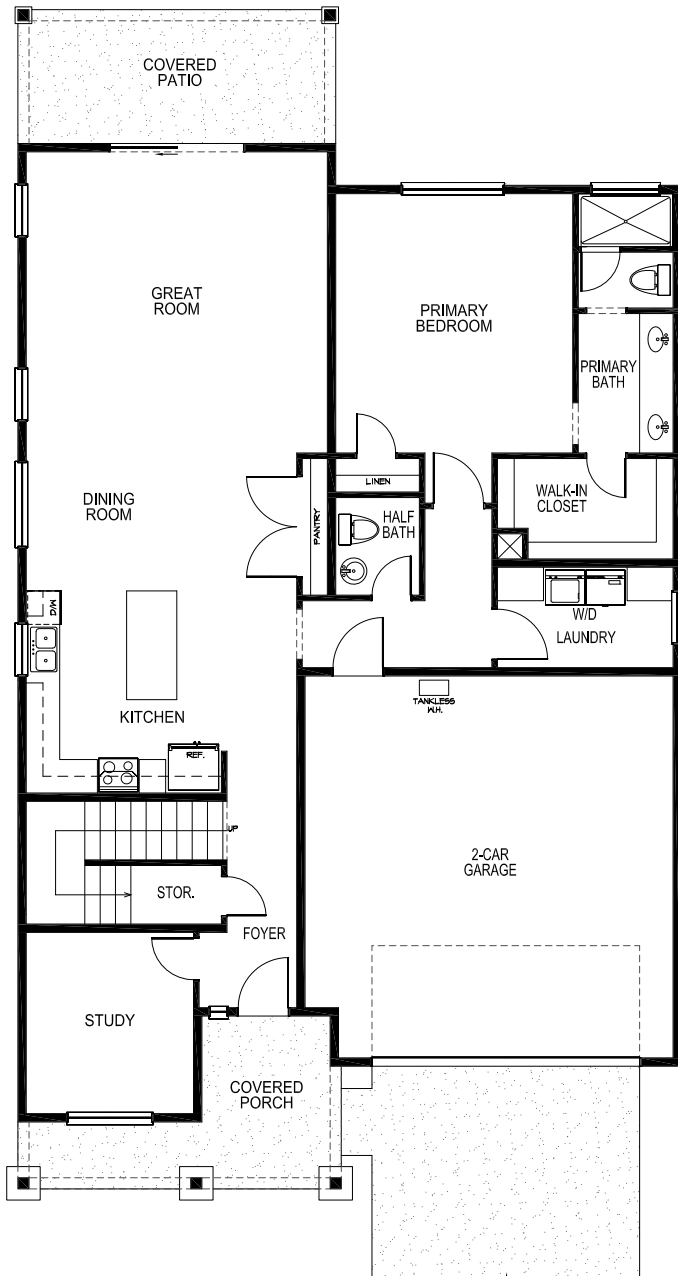 COVERED
PATIO
GREAT
ROOM
PRIMARY
BEDROOM
PRIMARY
BATH
LINEN
WALK-IN
CLOSET
DINING
ROOM
PANTRY
HALF
BATH
D/W
W/D
LAUNDRY
TANKLESS
W.H.
KITCHEN
REF.
UP
2-CAR
GARAGE
STOR.
FOYER
STUDY
COVERED
PORCH